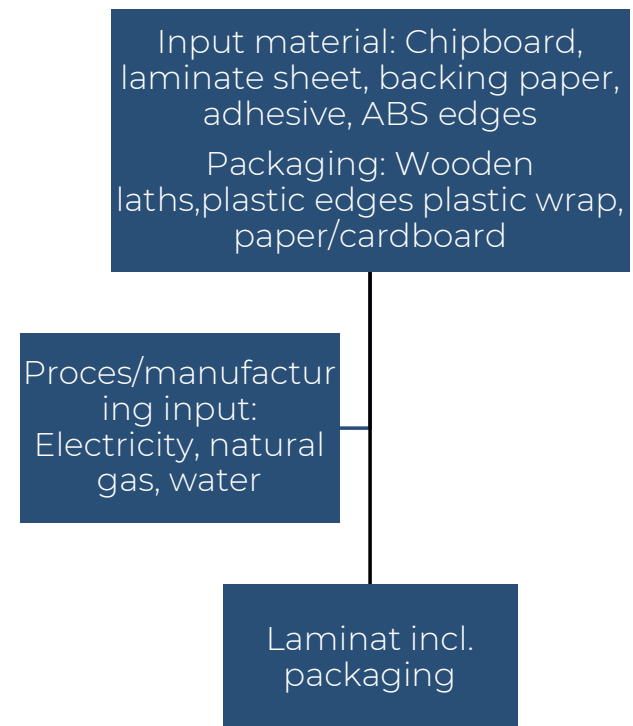 Input material: Chipboard,
laminate sheet, backing paper,
adhesive, ABS edges
Packaging: Wooden
laths,plastic edges plastic wrap,
paper/cardboard
Proces/manufactur
ing input:
Electricity, natural
gas, water
Laminat incl.
packaging